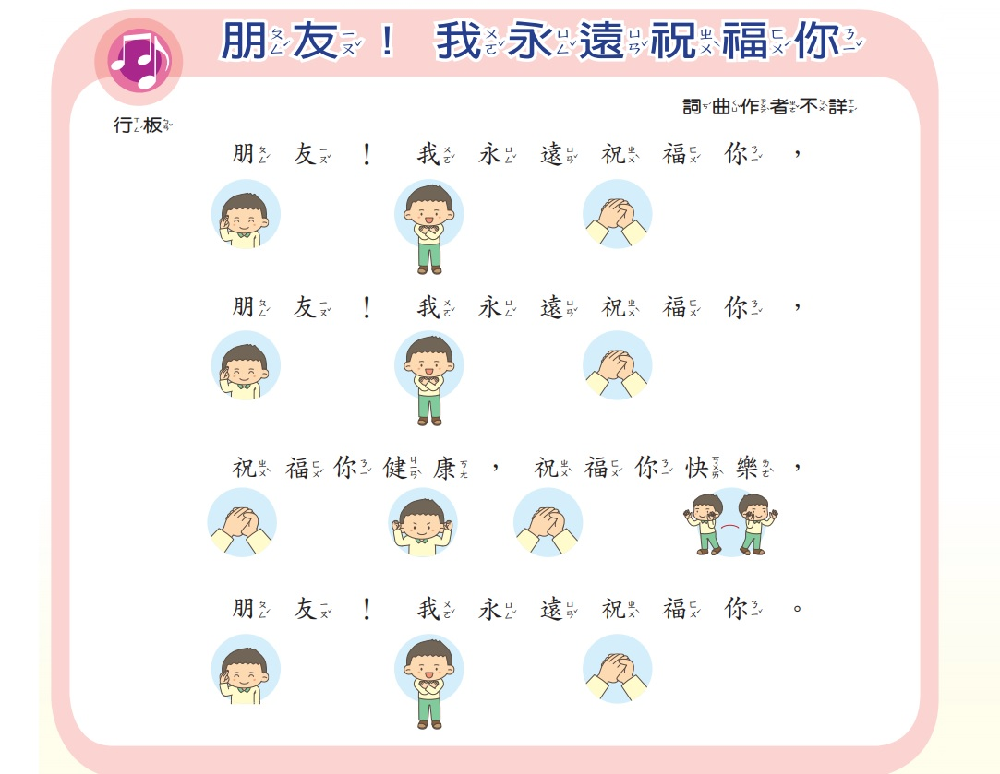 朋友！我永遠祝福你
詞曲作者不詳
行板
朋友！我永遠祝福你，
朋友！我永遠祝福你，
祝福你健康，祝福你快樂，
朋友！我永遠祝福你。